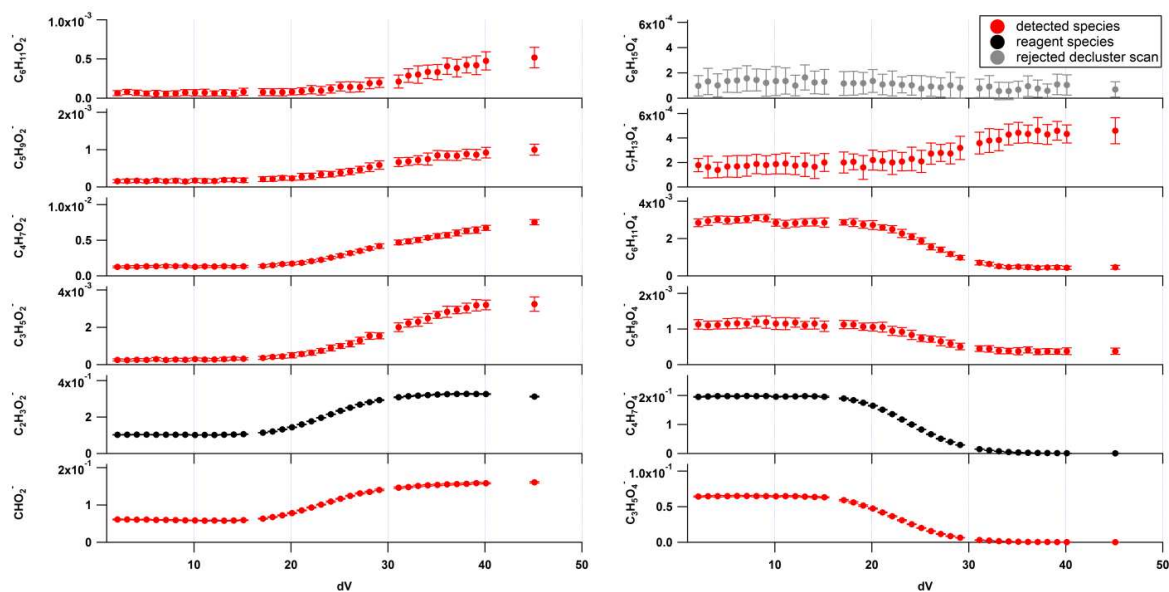 1.0x10⁻³
0.5
0.0
C₆H₁₁O₂⁻
2x10⁻³
1
0
C₅H₉O₂⁻
1.0x10⁻²
0.5
0.0
C₄H₇O₂⁻
4x10⁻³
2
0
C₃H₅O₂⁻
4x10⁻¹
2
0
C₂H₃O₂⁻
2x10⁻¹
1
0
CHO₂⁻
0 10 20 30 40 50
dV
6x10⁻⁴
4
2
0
C₈H₁₅O₄⁻
detected species
reagent species
rejected decluster scan
6x10⁻⁴
4
2
0
C₇H₁₃O₄⁻
4x10⁻³
2
0
C₆H₁₁O₄⁻
2x10⁻³
1
0
C₅H₉O₄⁻
2x10⁻¹
1
0
C₄H₇O₄⁻
1.0x10⁻¹
0.5
0.0
C₃H₅O₄⁻
10 20 30 40 50
dV